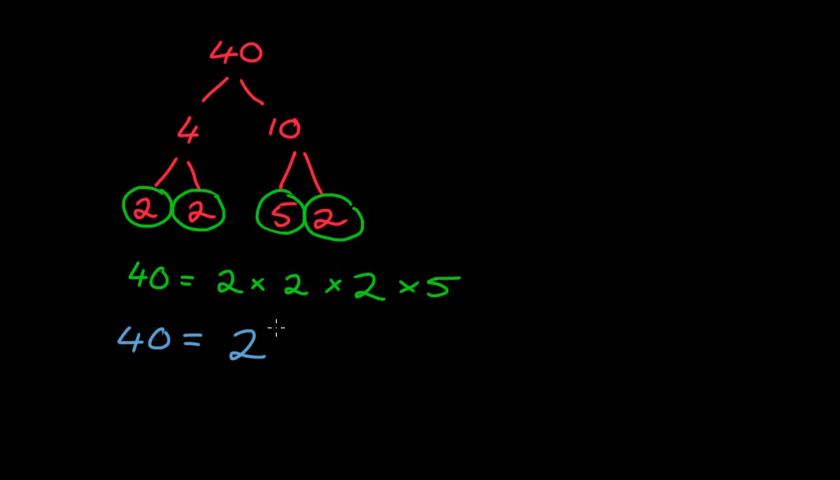 40
4 10
2 2 5 2
40 = 2 × 2 × 2 × 5
40 = 2